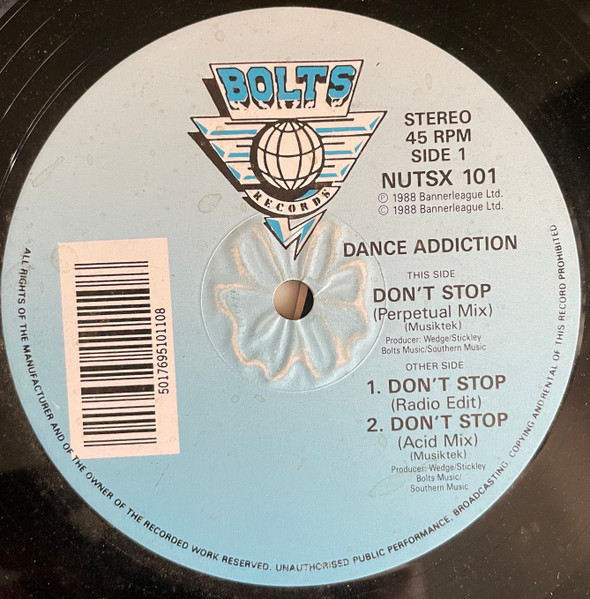 BOLTS
RECORDS
STEREO
45 RPM
SIDE 1
NUTSX 101
Ⓟ 1988 Bannerleague Ltd.
© 1988 Bannerleague Ltd.
DANCE ADDICTION
THIS SIDE
DON'T STOP
(Perpetual Mix)
(Musiktek)
Producer: Wedge/Stickley
Bolts Music/Southern Music
OTHER SIDE
1. DON'T STOP
(Radio Edit)
2. DON'T STOP
(Acid Mix)
(Musiktek)
Producer: Wedge/Stickley
Bolts Music/
Southern Music
5017695101108
ALL RIGHTS OF THE MANUFACTURER AND OF THE OWNER OF THE RECORDED WORK RESERVED. UNAUTHORISED PUBLIC PERFORMANCE, BROADCASTING, COPYING AND RENTAL OF THIS RECORD PROHIBITED